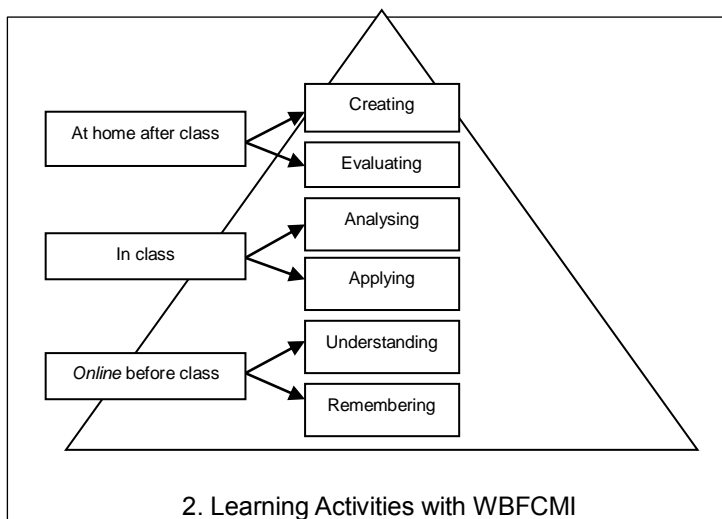 Creating
At home after class
Evaluating
Analysing
In class
Applying
Understanding
Online before class
Remembering
2. Learning Activities with WBFCMI